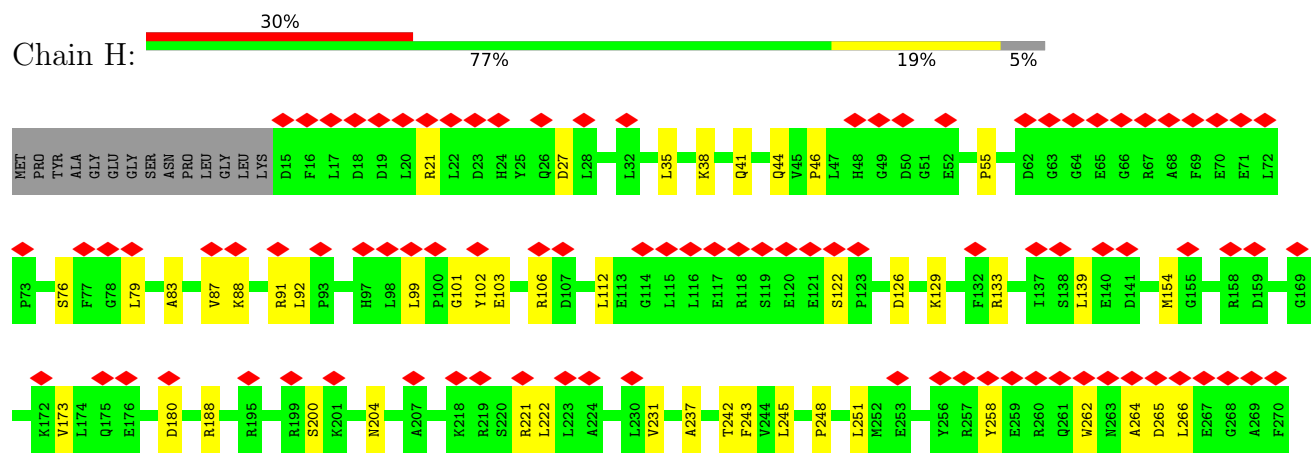 30%
Chain H:
77% 19% 5%
MET PRO TYR ALA GLY GLU GLY SER ASN PRO LEU GLY LEU LYS D15 F16 L17 D18 D19 L20 R21 L22 D23 H24 Y25 Q26 D27 L28 L32 L35 K38 Q41 Q44 V45 P46 L47 H48 G49 D50 G51 E52 P55 D62 G63 G64 E65 G66 R67 A68 F69 E70 E71 L72
P73 S76 F77 G78 L79 A83 V87 K88 R91 L92 P93 H97 L98 L99 P100 G101 Y102 E103 R106 D107 L112 E113 G114 L115 L116 E117 R118 S119 E120 E121 S122 P123 D126 K129 F132 R133 I137 S138 L139 E140 D141 M154 G155 R158 D159 G169
K172 V173 L174 Q175 E176 D180 R188 R195 R199 S200 K201 N204 A207 K218 R219 S220 R221 L222 L223 A224 L230 V231 A237 T242 F243 V244 L245 P248 L251 M252 E253 Y256 R257 Y258 E259 R260 Q261 W262 N263 A264 D265 L266 E267 G268 A269 F270